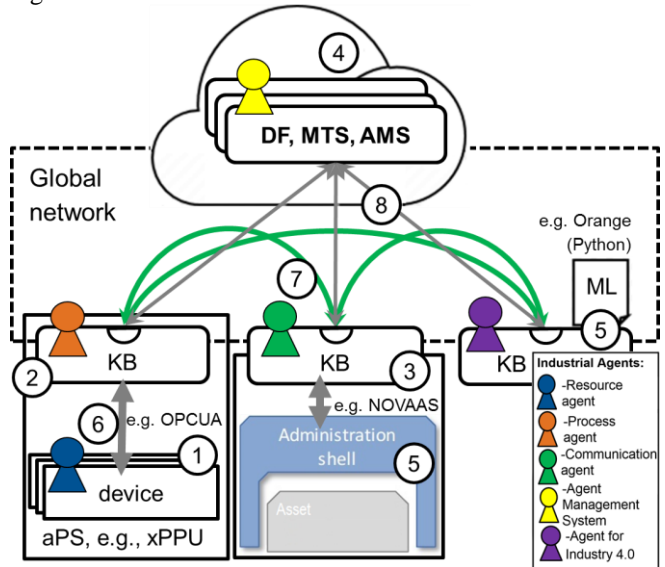 4
DF, MTS, AMS
Global
network
8
e.g. Orange
(Python)
7
ML
KB
2
KB
3
KB
5
6
e.g. OPCUA
e.g. NOVAAS
1
device
aPS, e.g., xPPU
Administration
shell
5
Asset
Industrial Agents:
-Resource
agent
-Process
agent
-Communication
agent
-Agent
Management
System
-Agent for
Industry 4.0